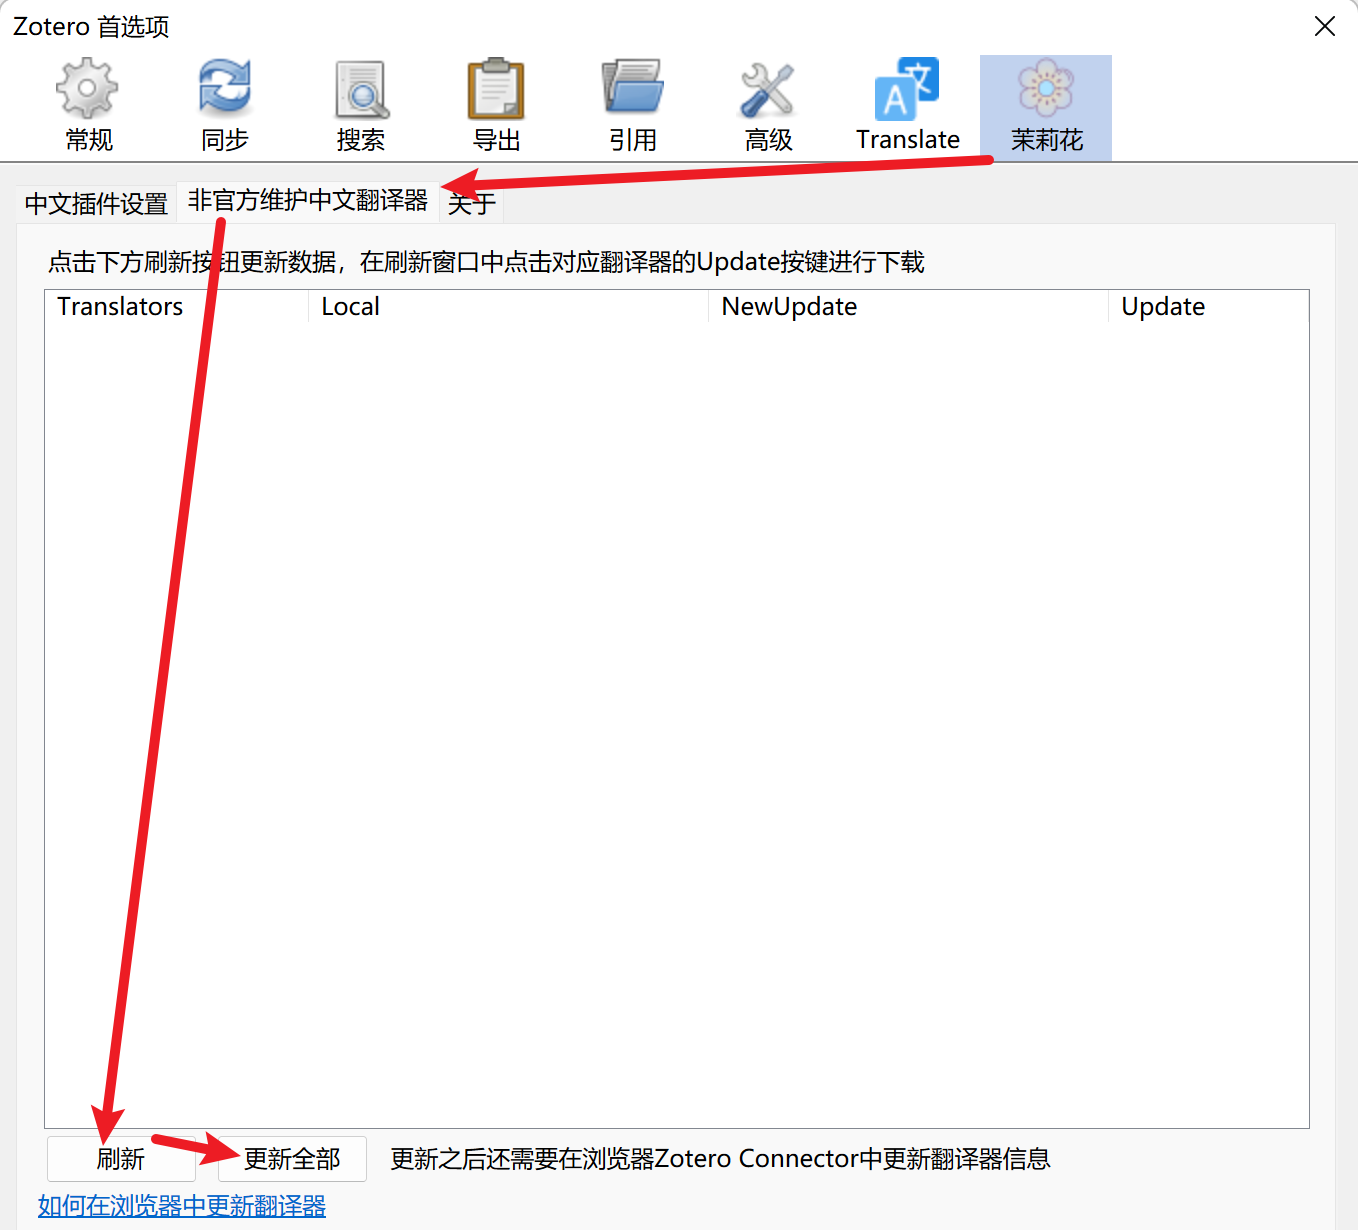 Zotero 首选项
常规 同步 搜索 导出 引用 高级 Translate 茉莉花
中文插件设置 非官方维护中文翻译器 关于
点击下方刷新按钮更新数据，在刷新窗口中点击对应翻译器的Update按键进行下载
Translators Local NewUpdate Update
刷新 更新全部 更新之后还需要在浏览器Zotero Connector中更新翻译器信息
如何在浏览器中更新翻译器